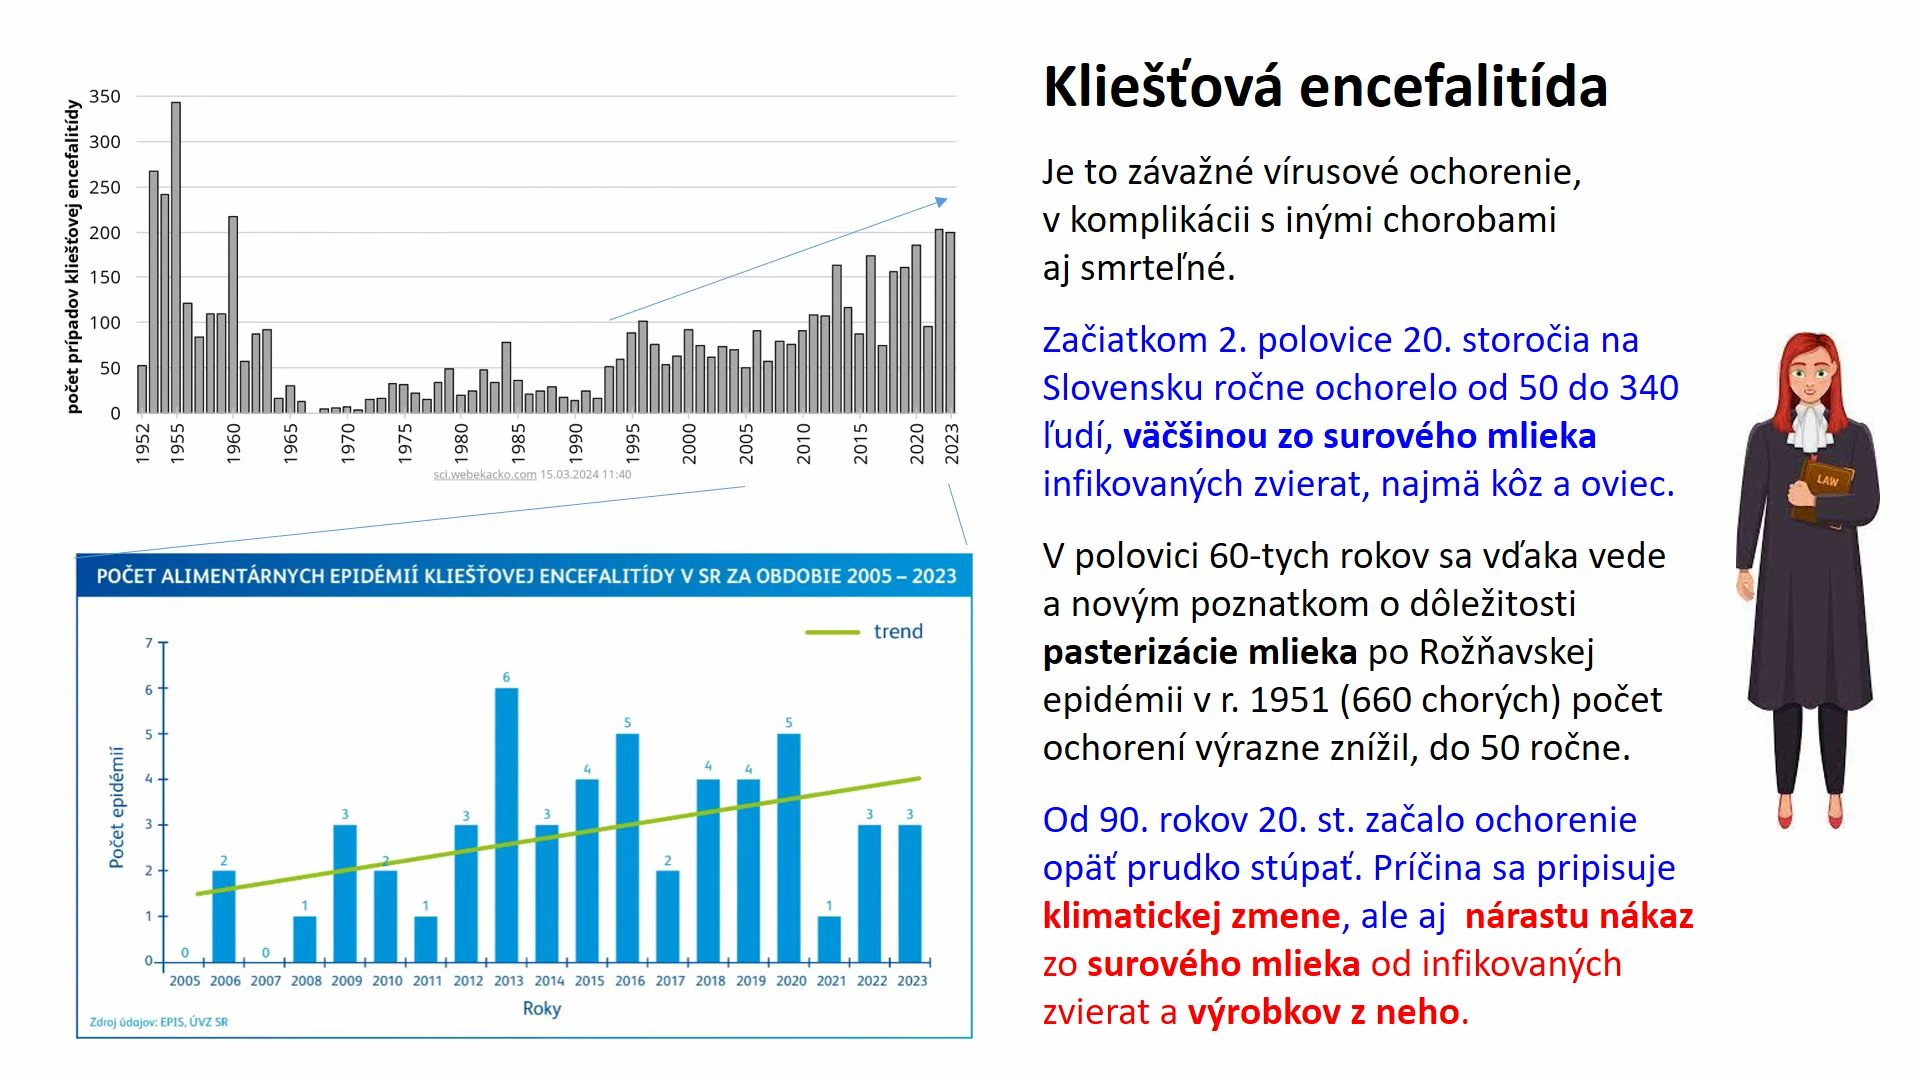 Kliešťová encefalitída
Je to závažné vírusové ochorenie,
v komplikácii s inými chorobami
aj smrteľné.
Začiatkom 2. polovice 20. storočia na
Slovensku ročne ochorelo od 50 do 340
ľudí, väčšinou zo surového mlieka
infikovaných zvierat, najmä kôz a oviec.
V polovici 60-tych rokov sa vďaka vede
a novým poznatkom o dôležitosti
pasterizácie mlieka po Rožňavskej
epidémii v r. 1951 (660 chorých) počet
ochorení výrazne znížil, do 50 ročne.
Od 90. rokov 20. st. začalo ochorenie
opäť prudko stúpať. Príčina sa pripisuje
klimatickej zmene, ale aj  nárastu nákaz
zo surového mlieka od infikovaných
zvierat a výrobkov z neho.
LAW
počet prípadov kliešťovej encefalitídy
350
300
250
200
150
100
50
0
1952 1955 1960 1965 1970 1975 1980 1985 1990 1995 2000 2005 2010 2015 2020 2023
sci.webekacko.com 15.03.2024 11:40
POČET ALIMENTÁRNYCH EPIDÉMIÍ KLIEŠŤOVEJ ENCEFALITÍDY V SR ZA OBDOBIE 2005 – 2023
trend
Počet epidémií
7
6
5
4
3
2
1
0
0 2 0 1 3 2 1 3 6 3 4 5 2 4 4 5 1 3 3
2005 2006 2007 2008 2009 2010 2011 2012 2013 2014 2015 2016 2017 2018 2019 2020 2021 2022 2023
Roky
Zdroj údajov: EPIS, ÚVZ SR